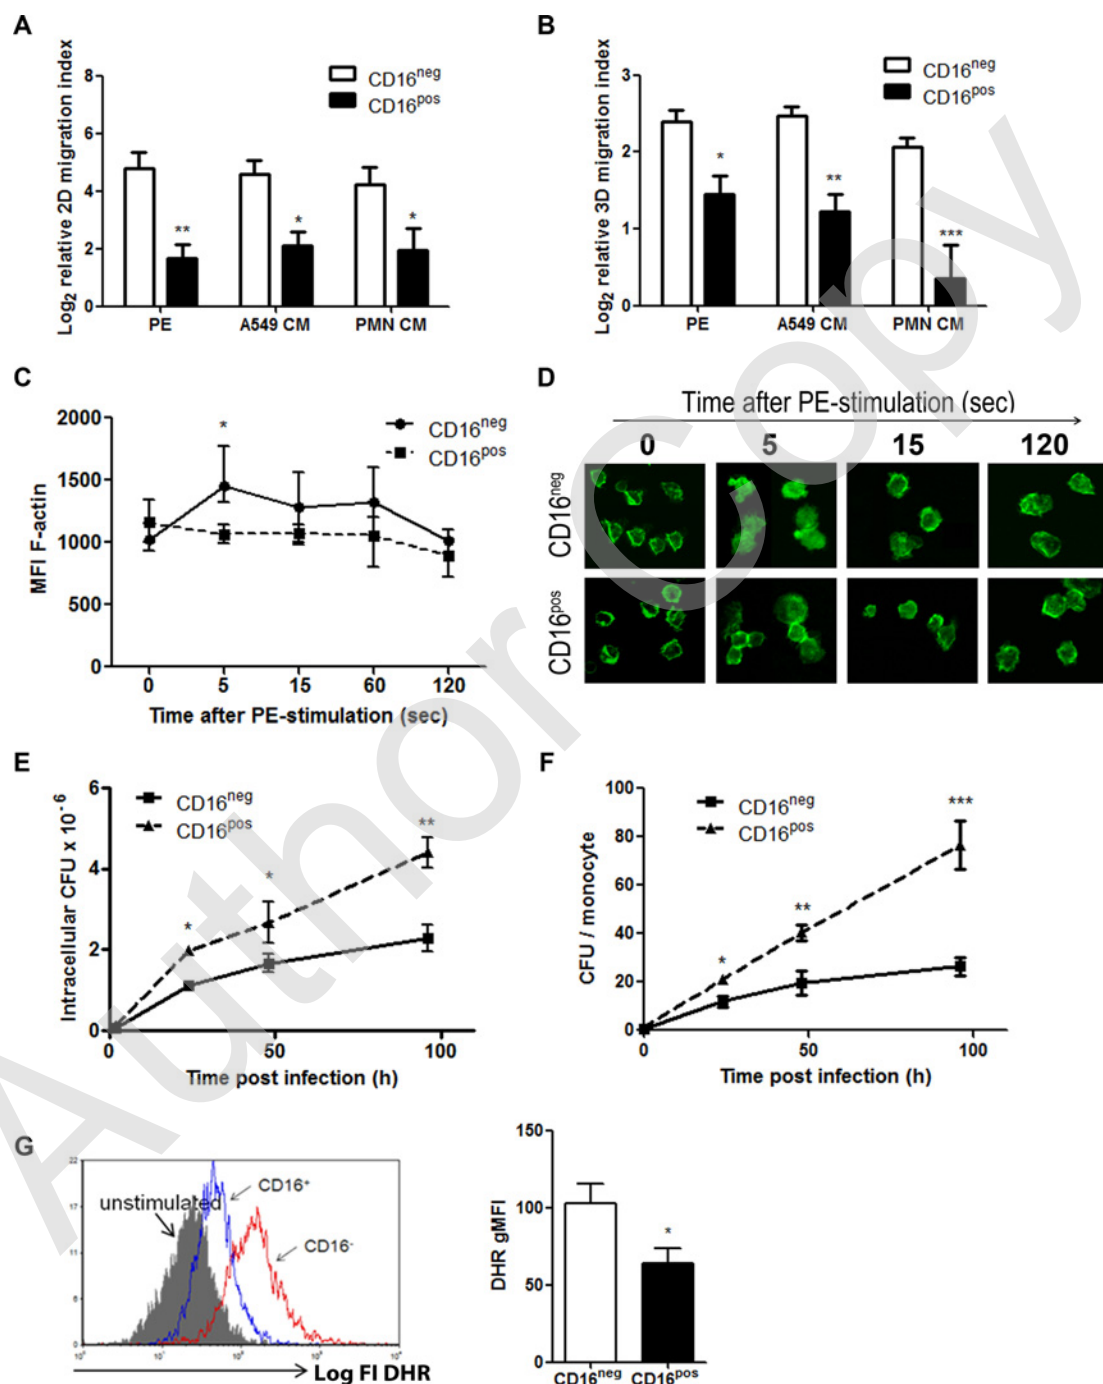 A
Log₂ relative 2D migration index
8
6
4
2
0
CD16neg
CD16pos
**
*
*
PE
A549 CM
PMN CM
B
Log₂ relative 3D migration index
3
2
1
0
CD16neg
CD16pos
*
**
***
PE
A549 CM
PMN CM
C
MFI F-actin
2000
1500
1000
500
0
*
CD16neg
CD16pos
0 5 15 60 120
Time after PE-stimulation (sec)
D
Time after PE-stimulation (sec)
0 5 15 120
CD16neg
CD16pos
E
Intracellular CFU x 10⁻⁶
6
4
2
0
CD16neg
CD16pos
*
*
**
0 50 100
Time post infection (h)
F
CFU / monocyte
100
80
60
40
20
0
CD16neg
CD16pos
*
**
***
0 50 100
Time post infection (h)
G
22
17
11
0
unstimulated
CD16⁺
CD16⁻
Log FI DHR
DHR gMFI
150
100
50
0
*
CD16neg
CD16pos
Author Copy